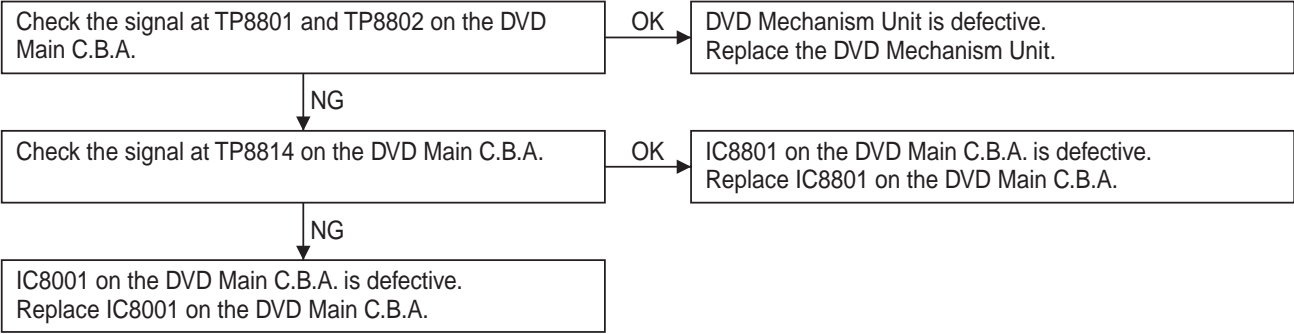 Check the signal at TP8801 and TP8802 on the DVD
Main C.B.A.
OK
DVD Mechanism Unit is defective.
Replace the DVD Mechanism Unit.
NG
Check the signal at TP8814 on the DVD Main C.B.A.
OK
IC8801 on the DVD Main C.B.A. is defective.
Replace IC8801 on the DVD Main C.B.A.
NG
IC8001 on the DVD Main C.B.A. is defective.
Replace IC8001 on the DVD Main C.B.A.